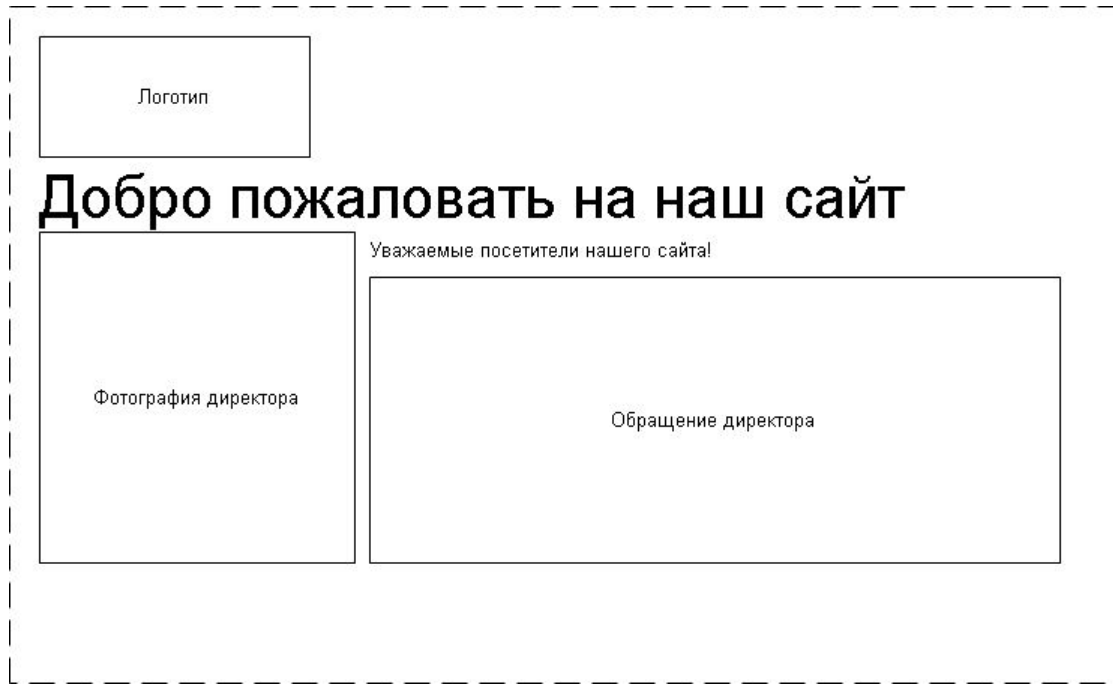 Логотип
Добро пожаловать на наш сайт
Уважаемые посетители нашего сайта!
Фотография директора
Обращение директора